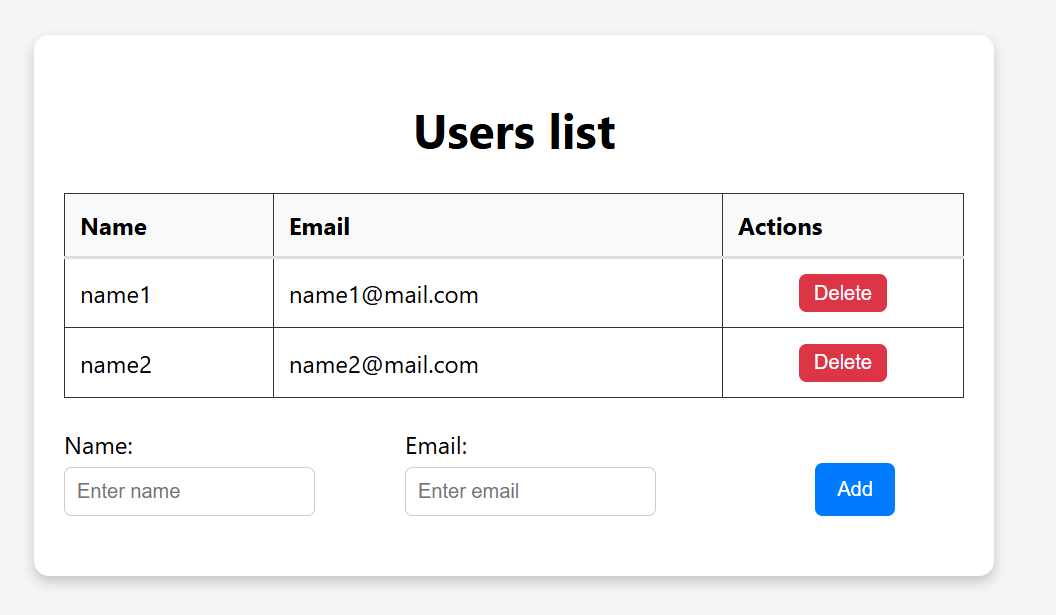 Users list
Name Email Actions
name1 name1@mail.com Delete
name2 name2@mail.com Delete
Name: Email:
Enter name Enter email Add